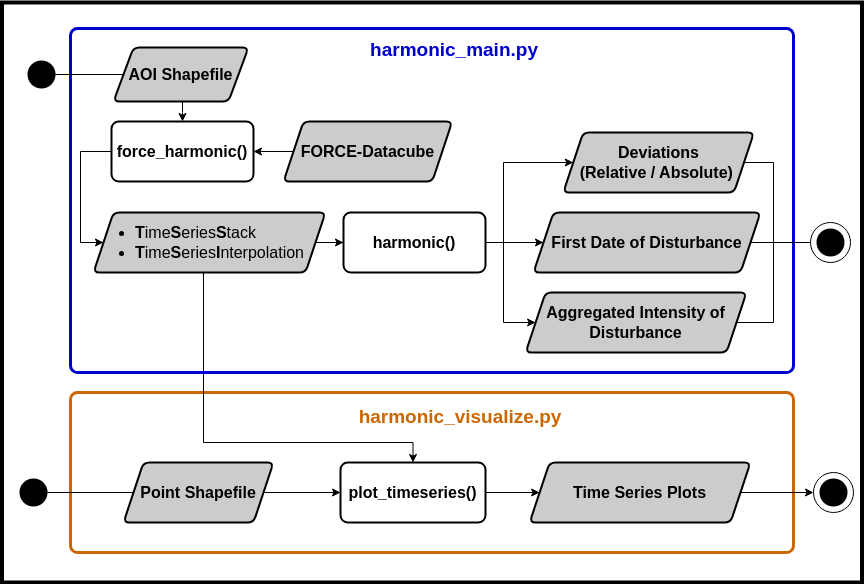 harmonic_main.py
AOI Shapefile
force_harmonic()
FORCE-Datacube
• TimeSeriesStack
• TimeSeriesInterpolation
harmonic()
Deviations
(Relative / Absolute)
First Date of Disturbance
Aggregated Intensity of
Disturbance
harmonic_visualize.py
Point Shapefile
plot_timeseries()
Time Series Plots